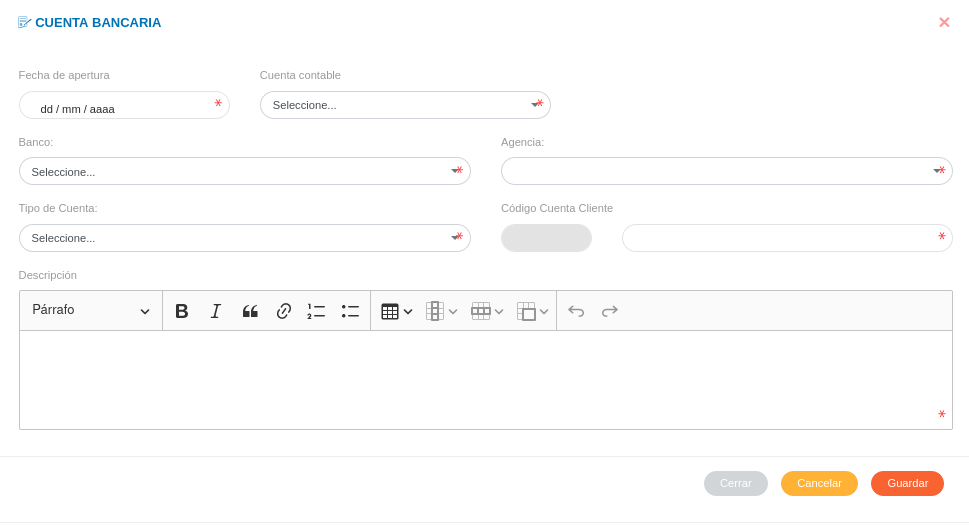 CUENTA BANCARIA ×
Fecha de apertura Cuenta contable
dd / mm / aaaa * Seleccione... *
Banco: Agencia:
Seleccione... * *
Tipo de Cuenta: Código Cuenta Cliente
Seleccione... * *
Descripción
Párrafo B I
*
Cerrar Cancelar Guardar